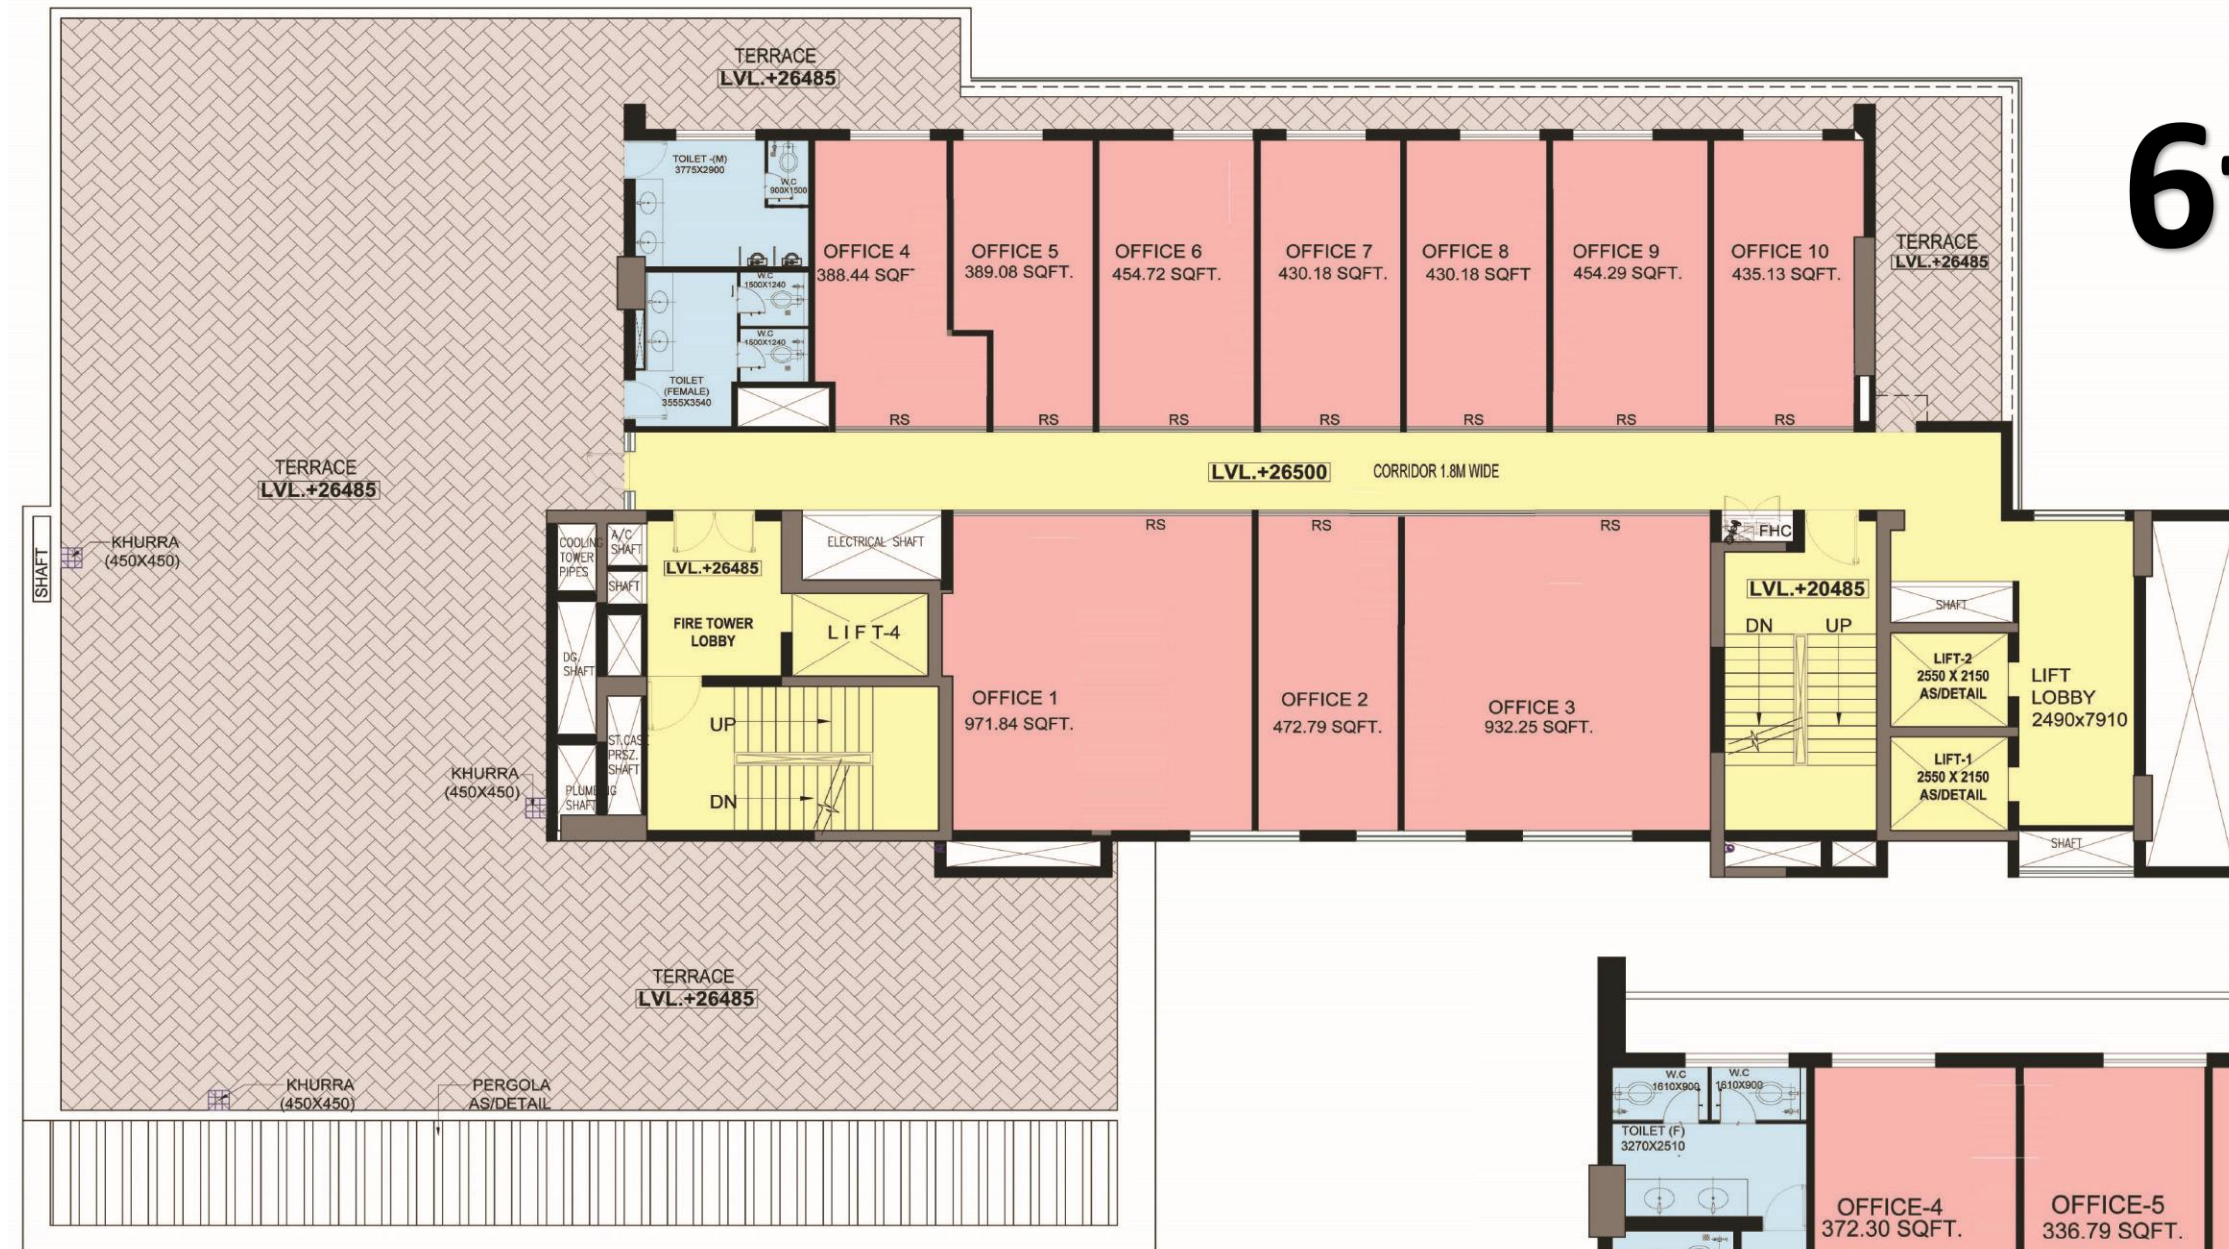 TERRACE
LVL.+26485
6
TOILET -(M)
3775X2900
W.C
900X1500
OFFICE 4
388.44 SQF
OFFICE 5
389.08 SQFT.
OFFICE 6
454.72 SQFT.
OFFICE 7
430.18 SQFT.
OFFICE 8
430.18 SQFT
OFFICE 9
454.29 SQFT.
OFFICE 10
435.13 SQFT.
TERRACE
LVL.+26485
W.C
1500X1240
W.C
1500X1240
TOILET
(FEMALE)
3555X3540
RS
RS
RS
RS
RS
RS
RS
TERRACE
LVL.+26485
LVL.+26500
CORRIDOR 1.8M WIDE
SHAFT
KHURRA
(450X450)
COOLING
TOWER
PIPES
A/C
SHAFT
SHAFT
LVL.+26485
ELECTRICAL SHAFT
RS
RS
RS
FHC
LVL.+20485
FIRE TOWER
LOBBY
LIFT-4
DN
UP
SHAFT
DG.
SHAFT
LIFT-2
2550 X 2150
AS/DETAIL
LIFT
LOBBY
2490x7910
OFFICE 1
971.84 SQFT.
OFFICE 2
472.79 SQFT.
OFFICE 3
932.25 SQFT.
UP
ST.CASE
PRSZ.
SHAFT
LIFT-1
2550 X 2150
AS/DETAIL
KHURRA
(450X450)
PLUMBING
SHAFT
DN
SHAFT
TERRACE
LVL.+26485
KHURRA
(450X450)
PERGOLA
AS/DETAIL
W.C
1610X900
W.C
1610X900
TOILET (F)
3270X2510
OFFICE-4
372.30 SQFT.
OFFICE-5
336.79 SQFT.